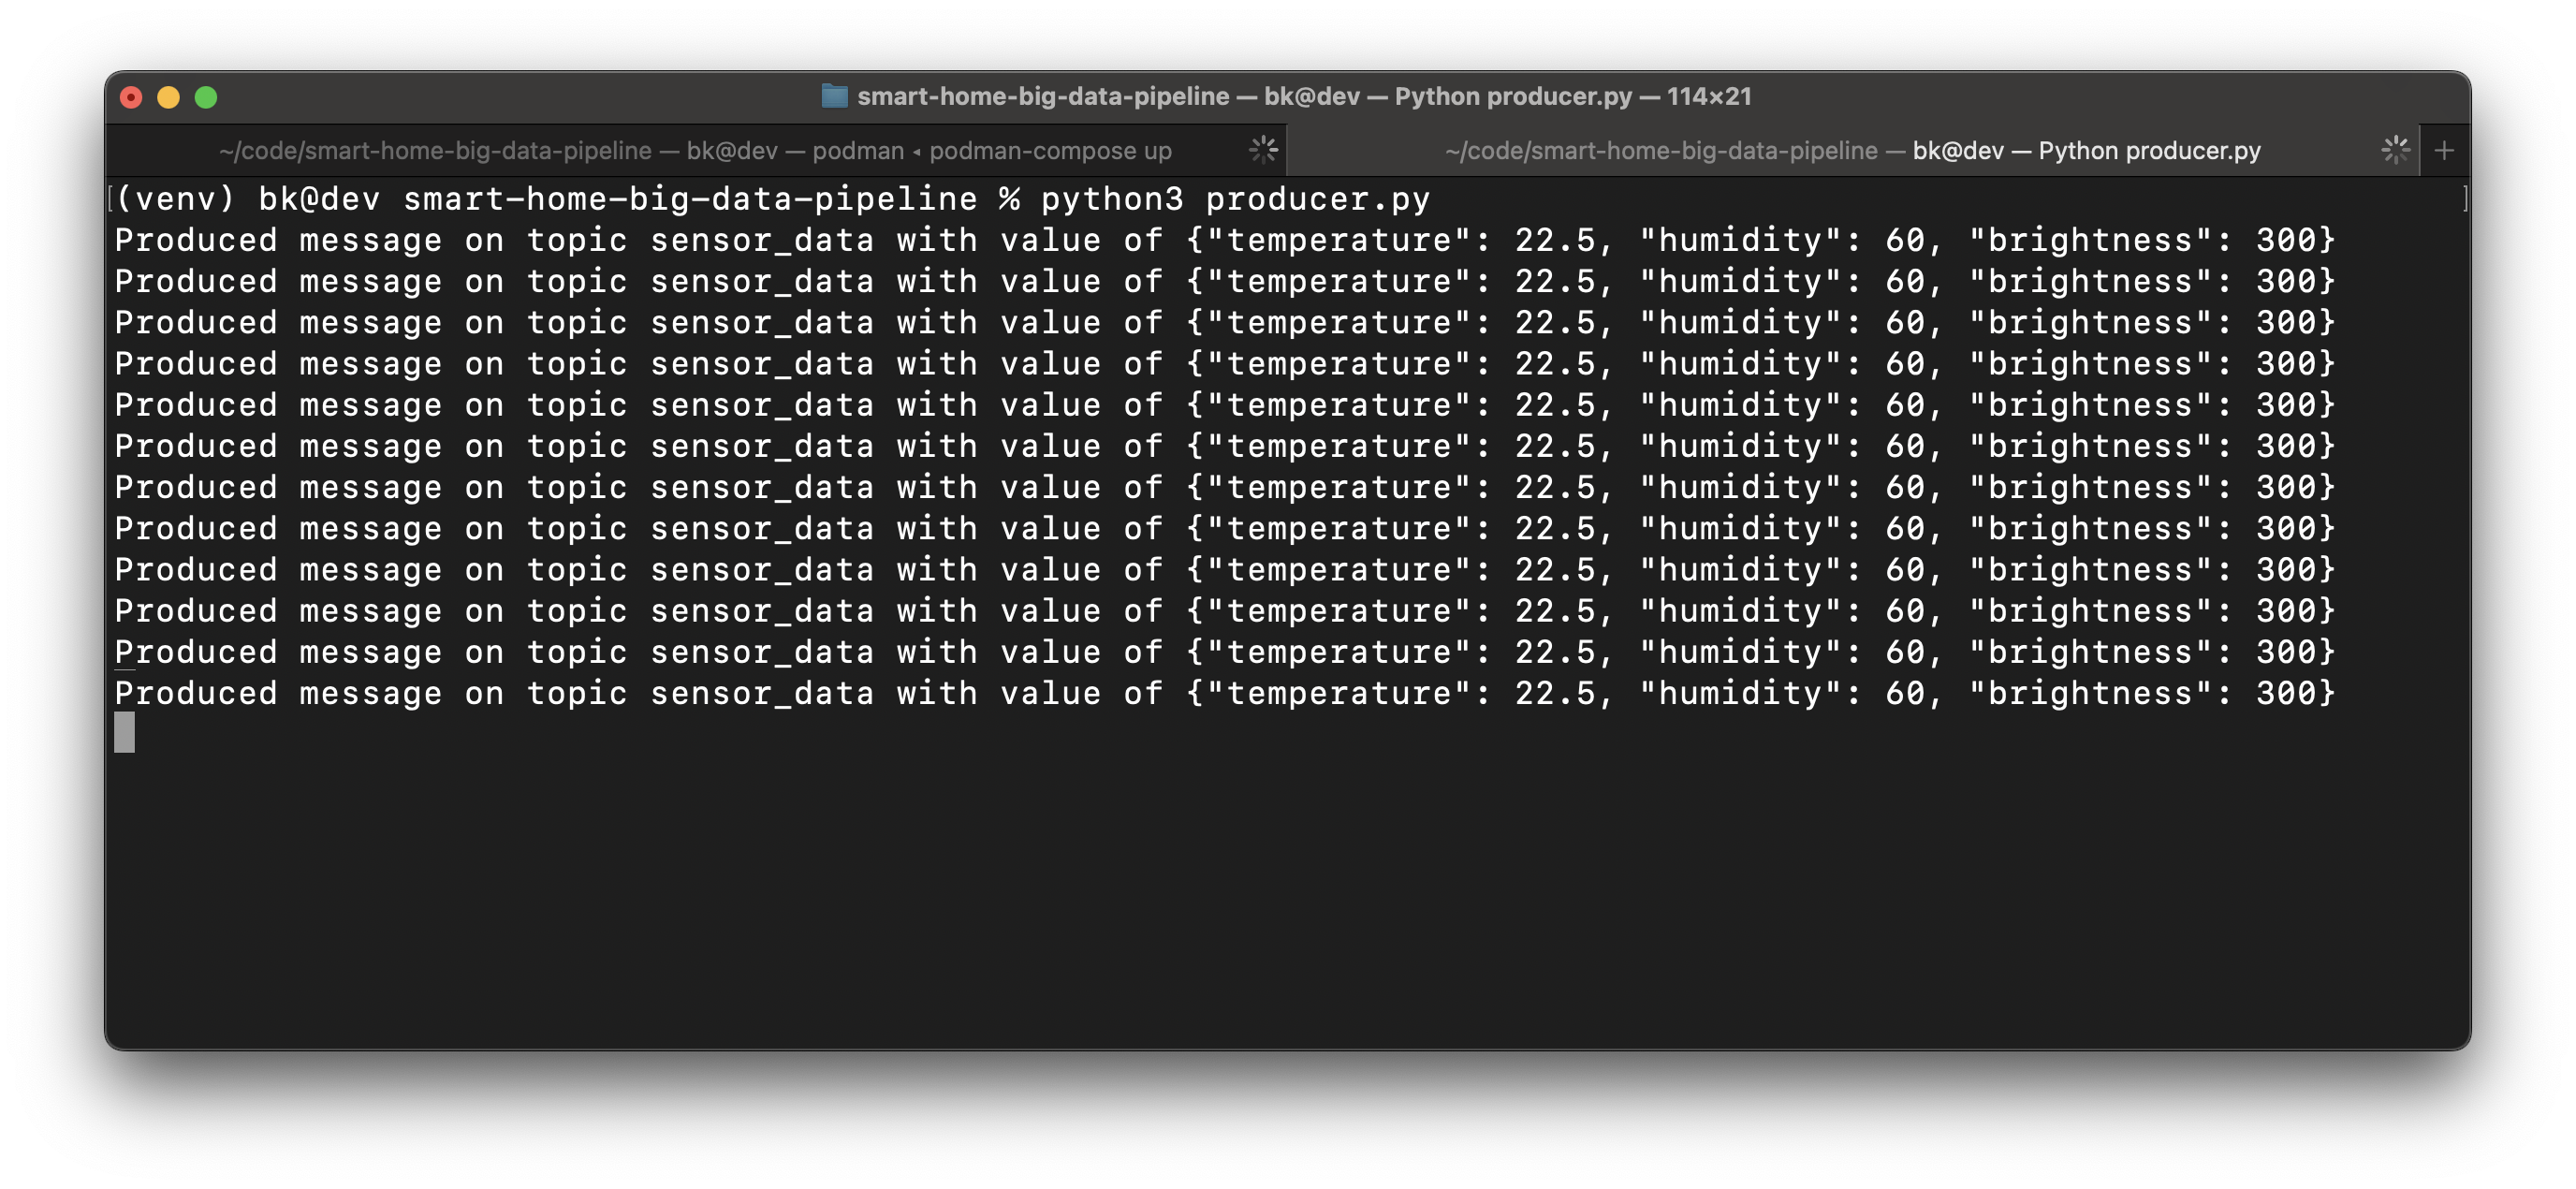 smart-home-big-data-pipeline — bk@dev — Python producer.py — 114×21
~/code/smart-home-big-data-pipeline — bk@dev — podman ◂ podman-compose up
~/code/smart-home-big-data-pipeline — bk@dev — Python producer.py
[(venv) bk@dev smart-home-big-data-pipeline % python3 producer.py ]
Produced message on topic sensor_data with value of {"temperature": 22.5, "humidity": 60, "brightness": 300}
Produced message on topic sensor_data with value of {"temperature": 22.5, "humidity": 60, "brightness": 300}
Produced message on topic sensor_data with value of {"temperature": 22.5, "humidity": 60, "brightness": 300}
Produced message on topic sensor_data with value of {"temperature": 22.5, "humidity": 60, "brightness": 300}
Produced message on topic sensor_data with value of {"temperature": 22.5, "humidity": 60, "brightness": 300}
Produced message on topic sensor_data with value of {"temperature": 22.5, "humidity": 60, "brightness": 300}
Produced message on topic sensor_data with value of {"temperature": 22.5, "humidity": 60, "brightness": 300}
Produced message on topic sensor_data with value of {"temperature": 22.5, "humidity": 60, "brightness": 300}
Produced message on topic sensor_data with value of {"temperature": 22.5, "humidity": 60, "brightness": 300}
Produced message on topic sensor_data with value of {"temperature": 22.5, "humidity": 60, "brightness": 300}
Produced message on topic sensor_data with value of {"temperature": 22.5, "humidity": 60, "brightness": 300}
Produced message on topic sensor_data with value of {"temperature": 22.5, "humidity": 60, "brightness": 300}